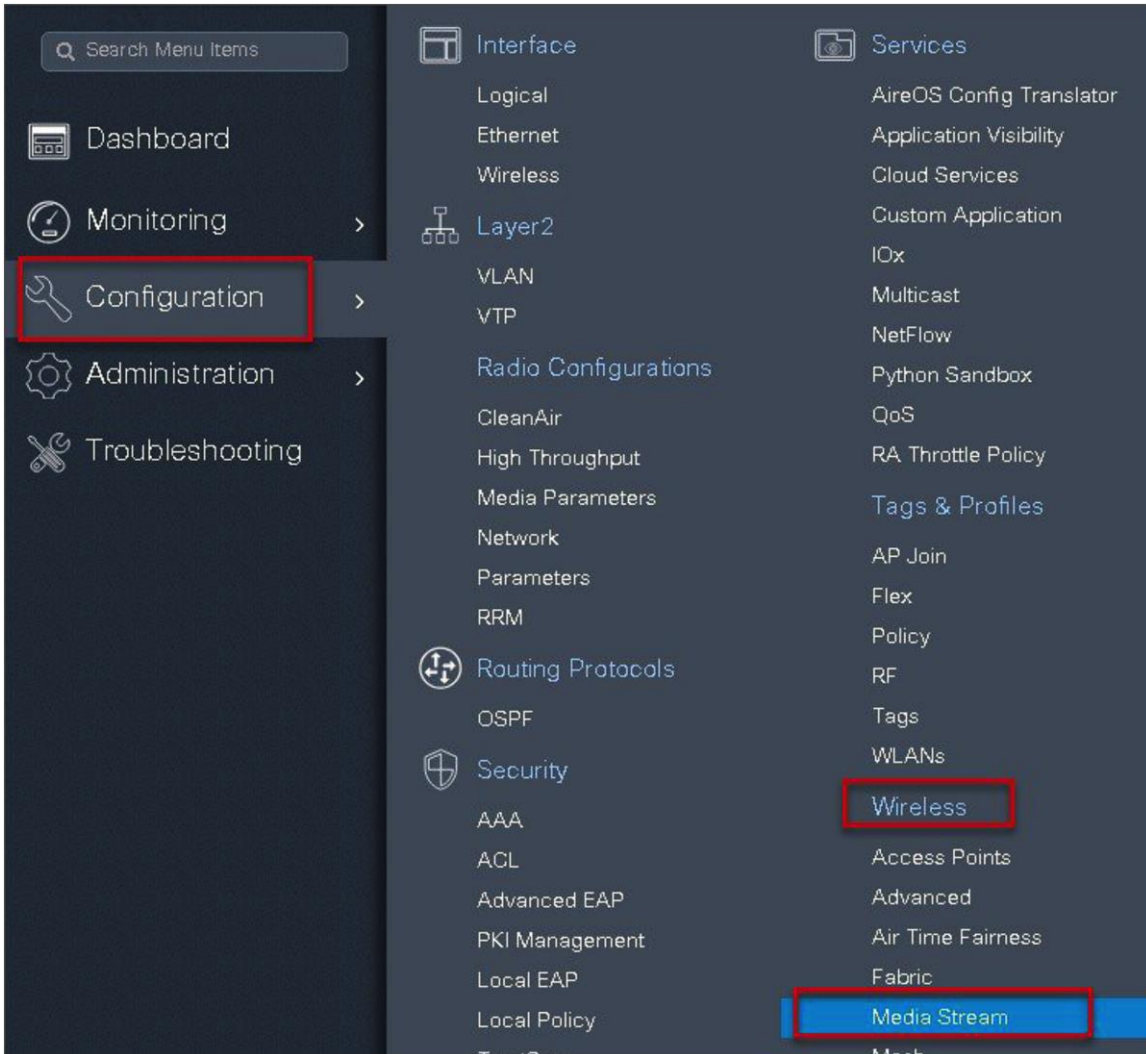 Search Menu Items
Dashboard
Monitoring
Configuration
Administration
Troubleshooting
Interface
Logical
Ethernet
Wireless
Layer2
VLAN
VTP
Radio Configurations
CleanAir
High Throughput
Media Parameters
Network
Parameters
RRM
Routing Protocols
OSPF
Security
AAA
ACL
Advanced EAP
PKI Management
Local EAP
Local Policy
Services
AireOS Config Translator
Application Visibility
Cloud Services
Custom Application
IOx
Multicast
NetFlow
Python Sandbox
QoS
RA Throttle Policy
Tags & Profiles
AP Join
Flex
Policy
RF
Tags
WLANs
Wireless
Access Points
Advanced
Air Time Fairness
Fabric
Media Stream